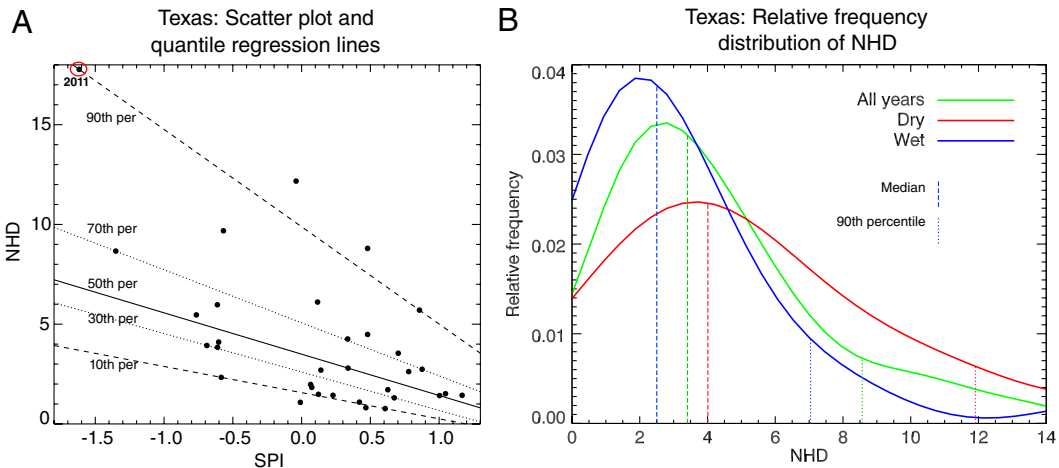 A
Texas: Scatter plot and
quantile regression lines
2011
90th per
70th per
50th per
30th per
10th per
15
10
5
0
NHD
-1.5
-1.0
-0.5
0.0
0.5
1.0
SPI
B
Texas: Relative frequency
distribution of NHD
All years
Dry
Wet
Median
90th percentile
0.04
0.03
0.02
0.01
0.00
Relative frequency
0
2
4
6
8
10
12
14
NHD